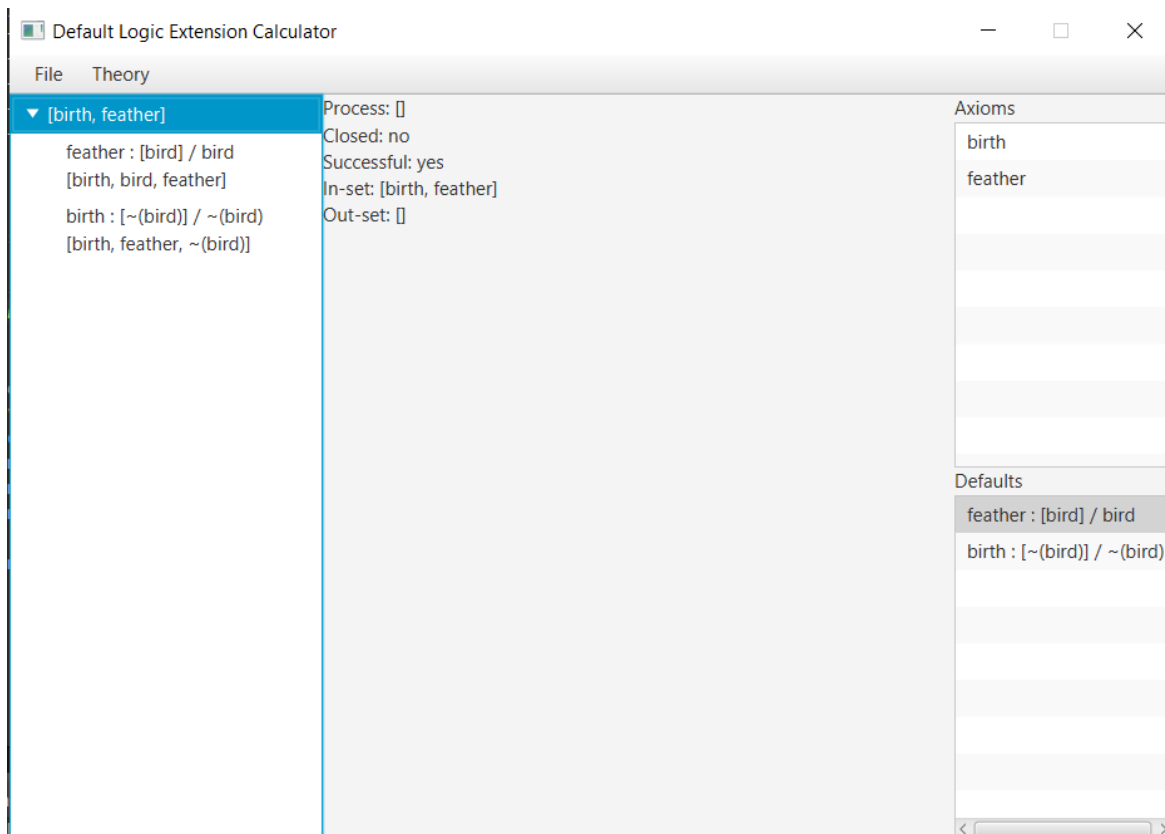 Default Logic Extension Calculator
File Theory
[birth, feather]
feather : [bird] / bird
[birth, bird, feather]
birth : [~(bird)] / ~(bird)
[birth, feather, ~(bird)]
Process: []
Closed: no
Successful: yes
In-set: [birth, feather]
Out-set: []
Axioms
birth
feather
Defaults
feather : [bird] / bird
birth : [~(bird)] / ~(bird)